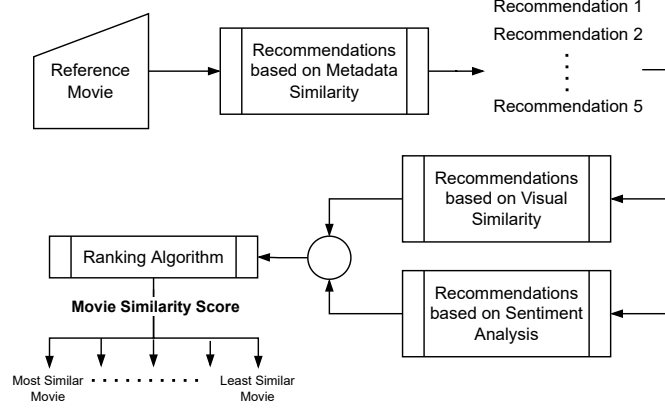 Recommendation 1
Recommendation 2
Recommendation 5
Reference
Movie
Recommendations
based on Metadata
Similarity
Recommendations
based on Visual
Similarity
Ranking Algorithm
Recommendations
based on Sentiment
Analysis
Movie Similarity Score
Most Similar
Movie
Least Similar
Movie